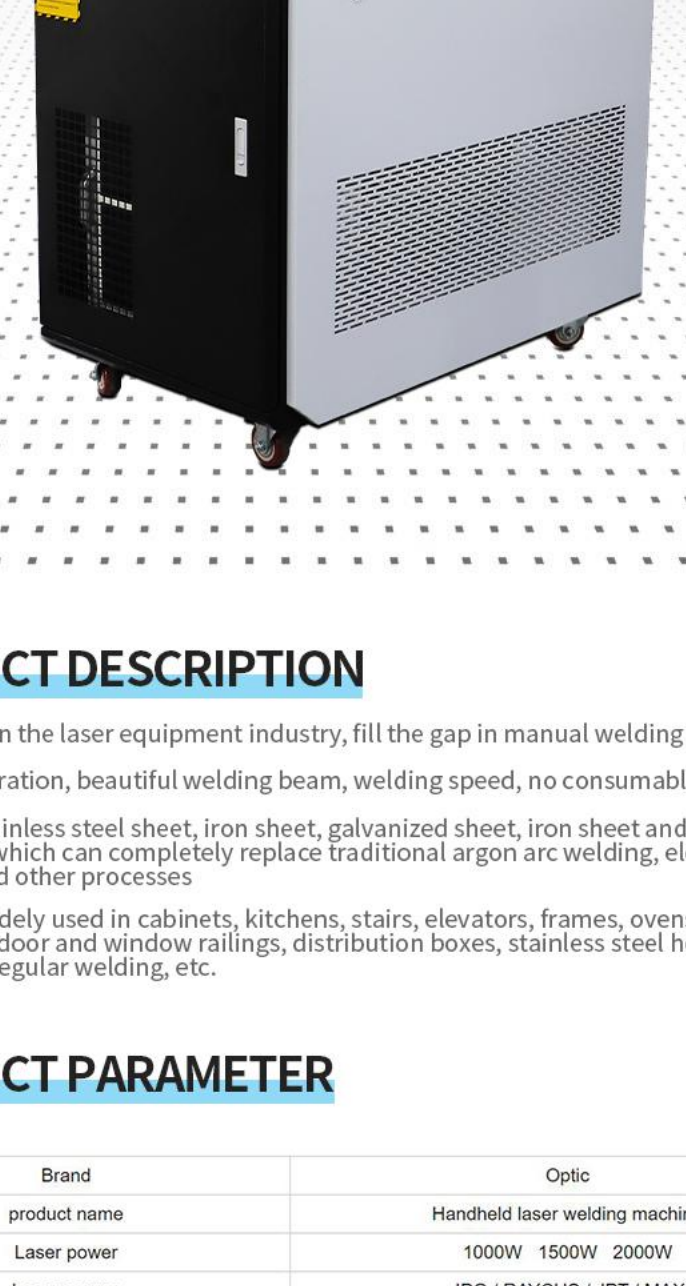 CT DESCRIPTION
n the laser equipment industry, fill the gap in manual welding
ration, beautiful welding beam, welding speed, no consumabl
inless steel sheet, iron sheet, galvanized sheet, iron sheet and
which can completely replace traditional argon arc welding, el
d other processes
dely used in cabinets, kitchens, stairs, elevators, frames, oven
door and window railings, distribution boxes, stainless steel h
egular welding, etc.
CT PARAMETER
Brand Optic
product name Handheld laser welding machin
Laser power 1000W 1500W 2000W